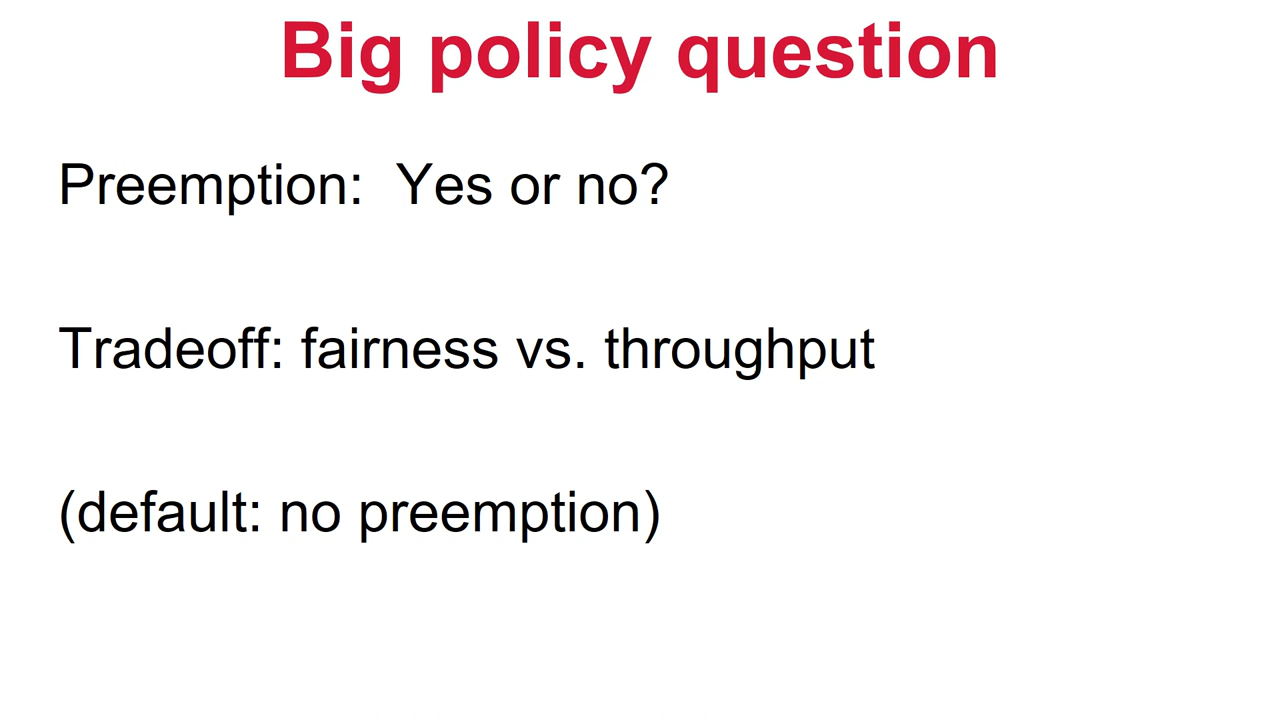 Big policy question
Preemption:  Yes or no?
Tradeoff: fairness vs. throughput
(default: no preemption)